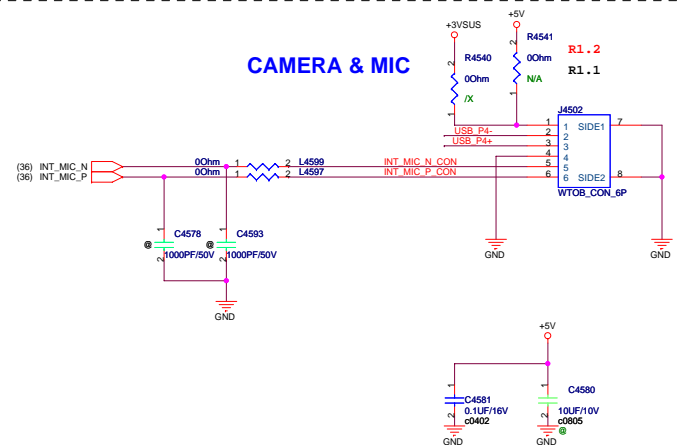 +5V
+3VSUS
R4541
R4540
0Ohm
R1.2
CAMERA & MIC
0Ohm
N/A
R1.1
/X
2
2
1
1
J4502
1 1 SIDE1 7
USB_P4- 2 2
USB_P4+ 3 3
4 4
(36) INT_MIC_N 0Ohm 1 2 L4599 INT_MIC_N_CON 5 5
(36) INT_MIC_P 0Ohm 1 2 L4597 INT_MIC_P_CON 6 6 SIDE2 8
WTOB_CON_6P
1 C4578 1 C4593
@ @
2 1000PF/50V 2 1000PF/50V
GND GND
GND
+5V
1 C4581 1 C4580
0.1UF/16V 10UF/10V
2 c0402 2 c0805
@
GND GND